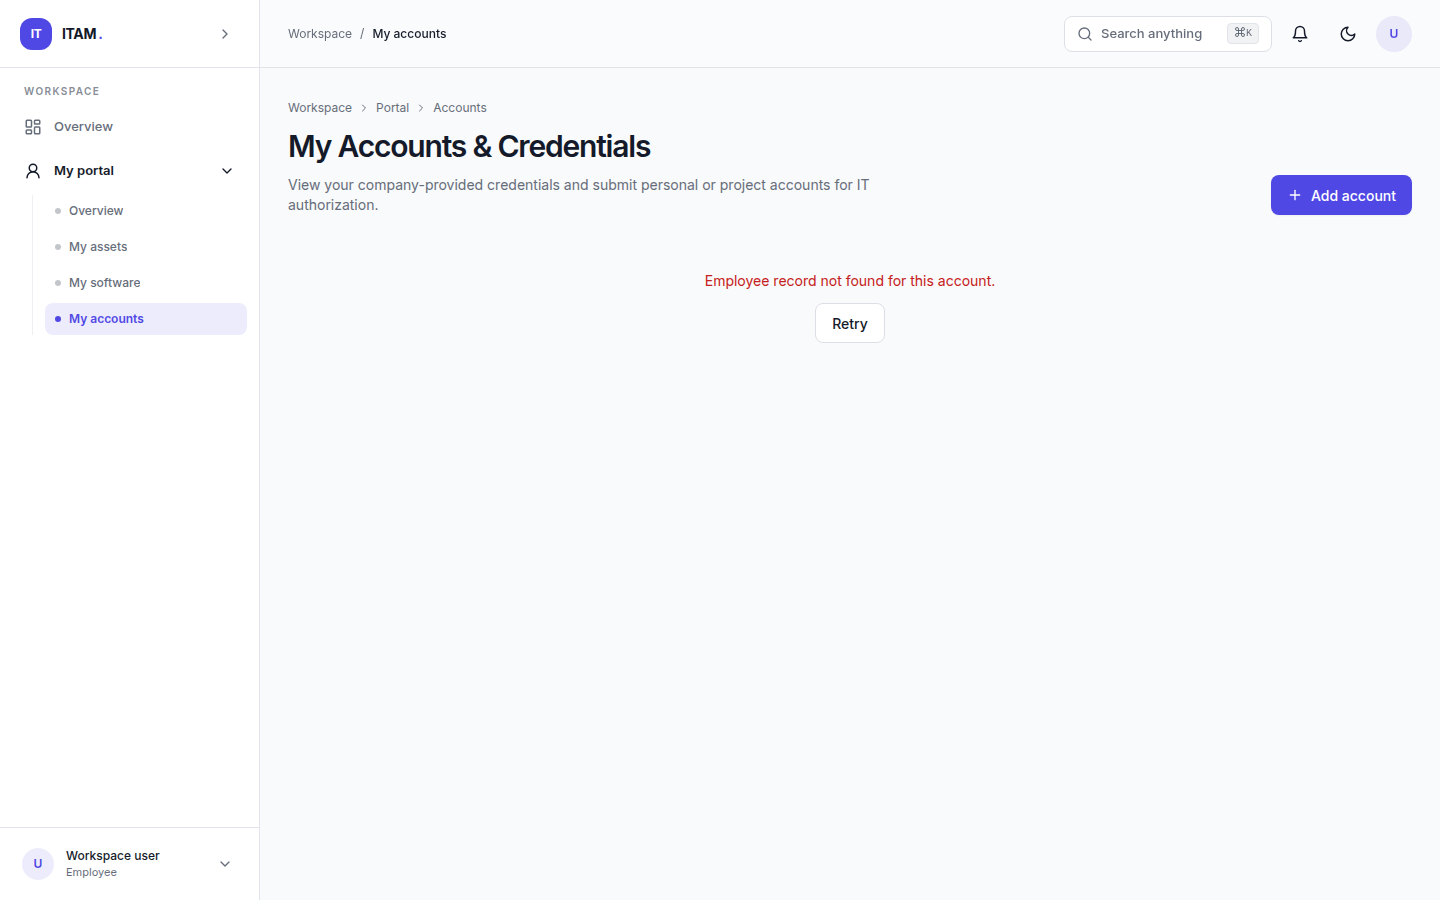 IT ITAM.
Workspace / My accounts
Search anything ⌘K
U
WORKSPACE
Overview
My portal
Overview
My assets
My software
My accounts
Workspace > Portal > Accounts
My Accounts & Credentials
View your company-provided credentials and submit personal or project accounts for IT
authorization.
+ Add account
Employee record not found for this account.
Retry
U
Workspace user
Employee